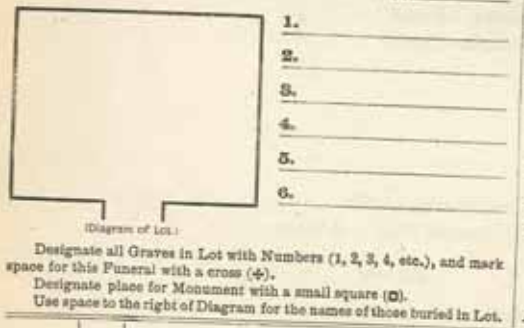 1.
2.
3.
4.
5.
6.
(Diagram of Lot.)
Designate all Graves in Lot with Numbers (1, 2, 3, 4, etc.), and mark
space for this Funeral with a cross (✢).
Designate place for Monument with a small square (□).
Use space to the right of Diagram for the names of those buried in Lot.